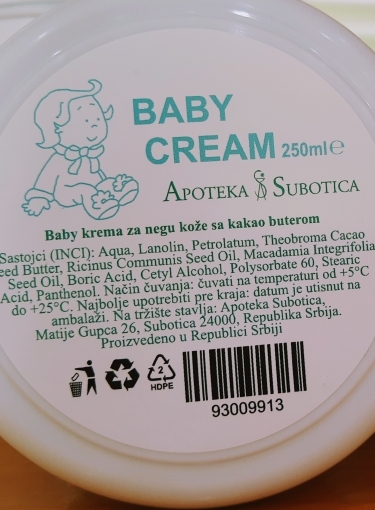 BABY
CREAM 250ml℮
APOTEKA SUBOTICA
Baby krema za negu kože sa kakao buterom
Sastojci (INCI): Aqua, Lanolin, Petrolatum, Theobroma Cacao
eed Butter, Ricinus Communis Seed Oil, Macadamia Integrifolia
Seed Oil, Boric Acid, Cetyl Alcohol, Polysorbate 60, Stearic
Acid, Panthenol. Način čuvanja: čuvati na temperaturi od +5°C
do +25°C. Najbolje upotrebiti pre kraja: datum je utisnut na
ambalaži. Na tržište stavlja: Apoteka Subotica,
Matije Gupca 26, Subotica 24000, Republika Srbija.
Proizvedeno u Republici Srbiji
2
HDPE
93009913